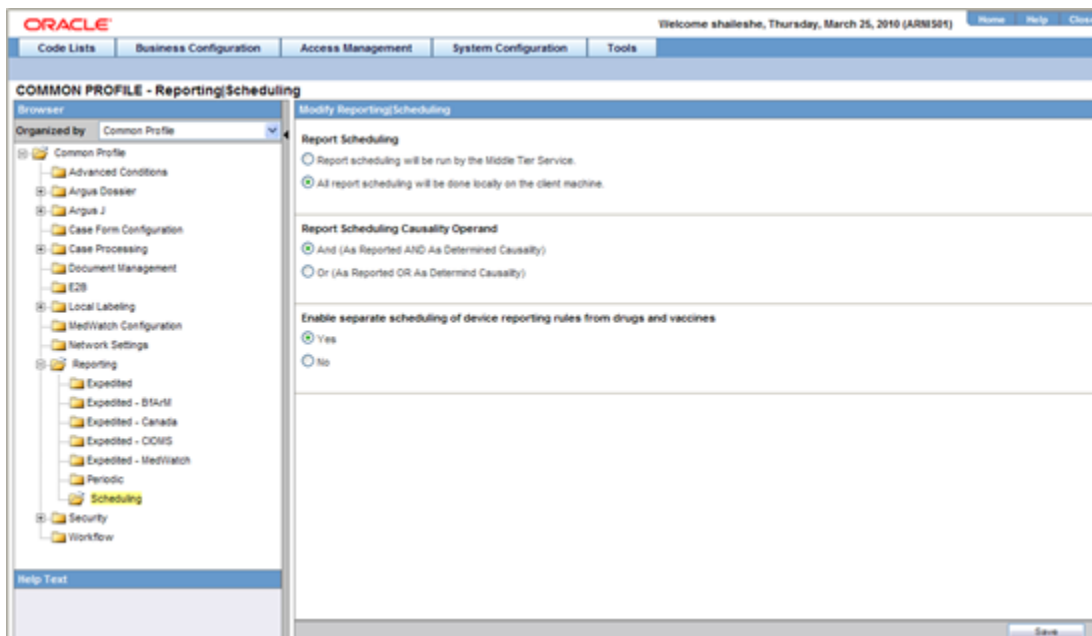 ORACLE
Welcome shaileshe, Thursday, March 25, 2010 (ARMIS01)
Home Help Close
Code Lists Business Configuration Access Management System Configuration Tools
COMMON PROFILE - Reporting|Scheduling
Browser
Organized by Common Profile
Common Profile
Advanced Conditions
Argus Dossier
Argus J
Case Form Configuration
Case Processing
Document Management
E2B
Local Labeling
MedWatch Configuration
Network Settings
Reporting
Expedited
Expedited - BfArM
Expedited - Canada
Expedited - CIOMS
Expedited - MedWatch
Periodic
Scheduling
Security
Workflow
Help Text
Modify Reporting|Scheduling
Report Scheduling
Report scheduling will be run by the Middle Tier Service.
All report scheduling will be done locally on the client machine.
Report Scheduling Causality Operand
And (As Reported AND As Determined Causality)
Or (As Reported OR As Determind Causality)
Enable separate scheduling of device reporting rules from drugs and vaccines
Yes
No
Save